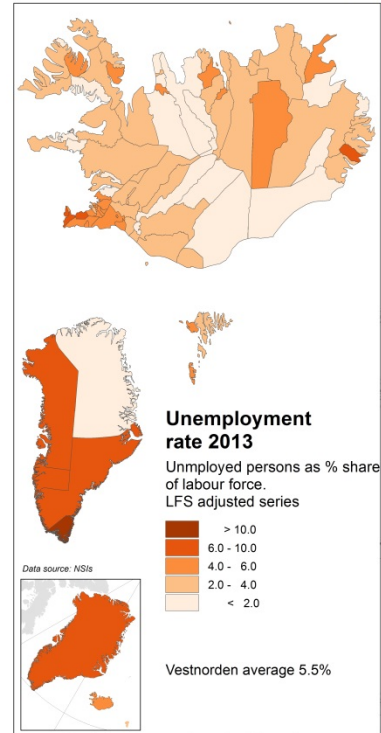 Unemployment
rate 2013
Unmployed persons as % share
of labour force.
LFS adjusted series
> 10.0
6.0 - 10.0
4.0 - 6.0
2.0 - 4.0
< 2.0
Data source: NSIs
Vestnorden average 5.5%